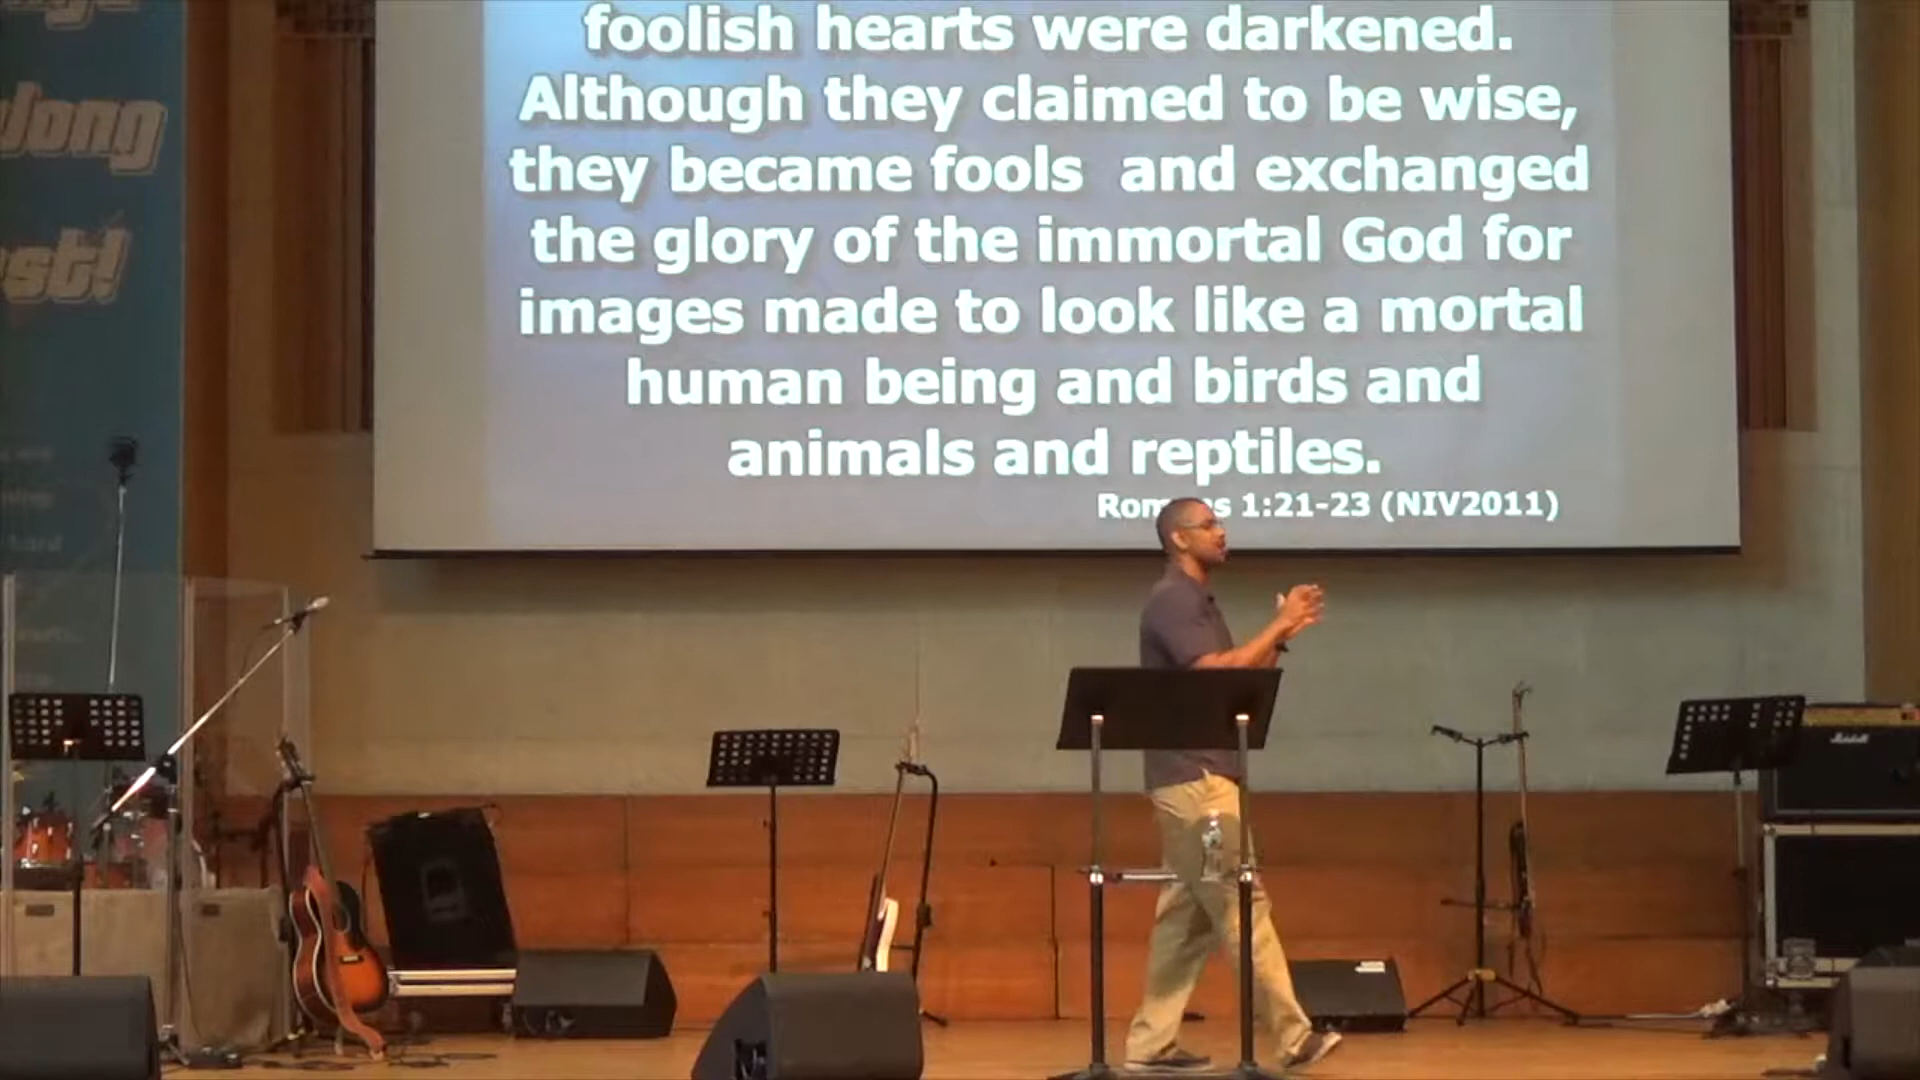 foolish hearts were darkened.
Although they claimed to be wise,
they became fools and exchanged
the glory of the immortal God for
images made to look like a mortal
human being and birds and
animals and reptiles.
1:21-23 (NIV2011)
Marshall